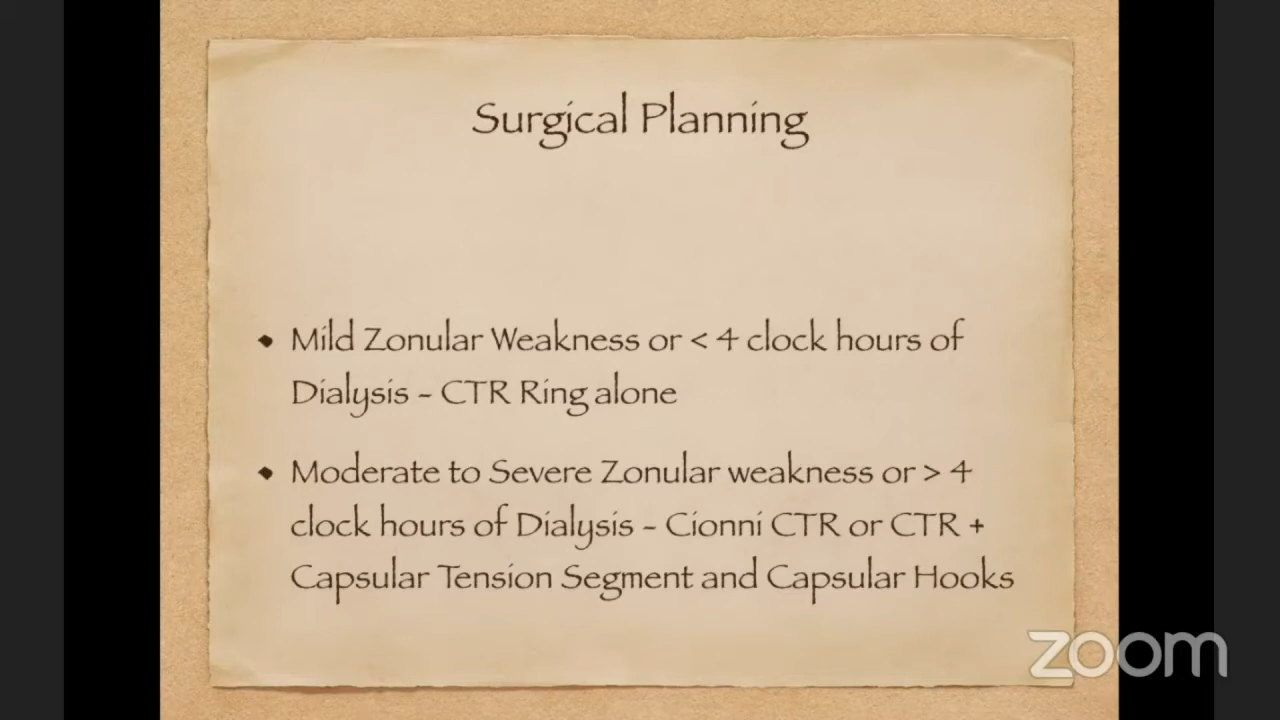 Surgical Planning
• Mild Zonular Weakness or < 4 clock hours of
Dialysis - CTR Ring alone
• Moderate to Severe Zonular weakness or > 4
clock hours of Dialysis - Cionni CTR or CTR +
Capsular Tension Segment and Capsular Hooks
zoom